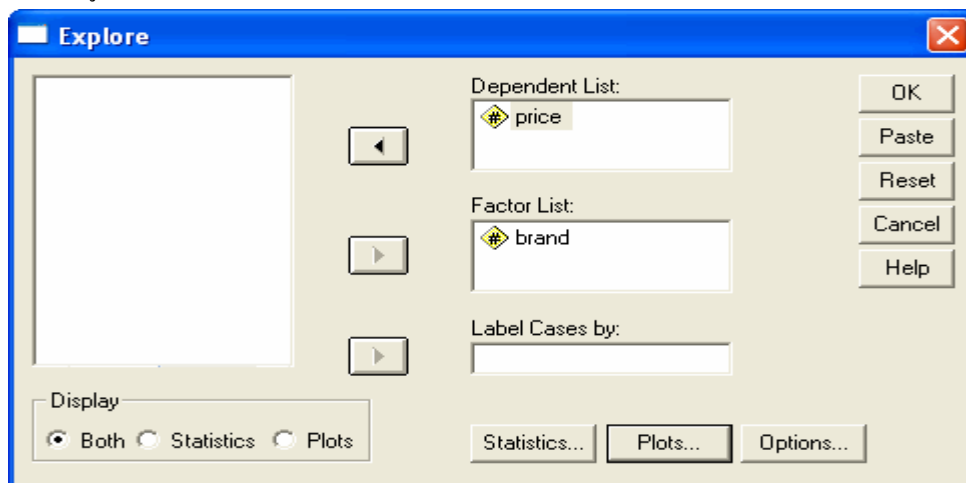 Explore
Dependent List:
# price
Factor List:
# brand
Label Cases by:
Display
Both Statistics Plots
Statistics... Plots... Options...
OK
Paste
Reset
Cancel
Help